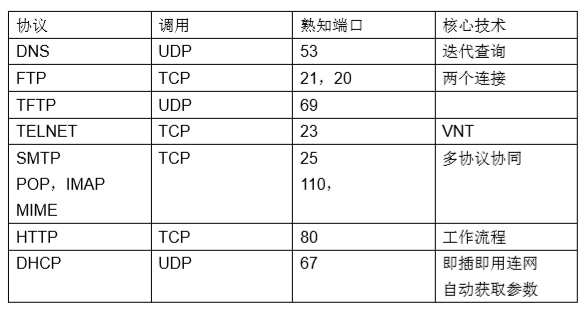 协议 调用 熟知端口 核心技术
DNS UDP 53 迭代查询
FTP TCP 21，20 两个连接
TFTP UDP 69
TELNET TCP 23 VNT
SMTP TCP 25 多协议协同
POP，IMAP 110，
MIME
HTTP TCP 80 工作流程
DHCP UDP 67 即插即用连网
自动获取参数